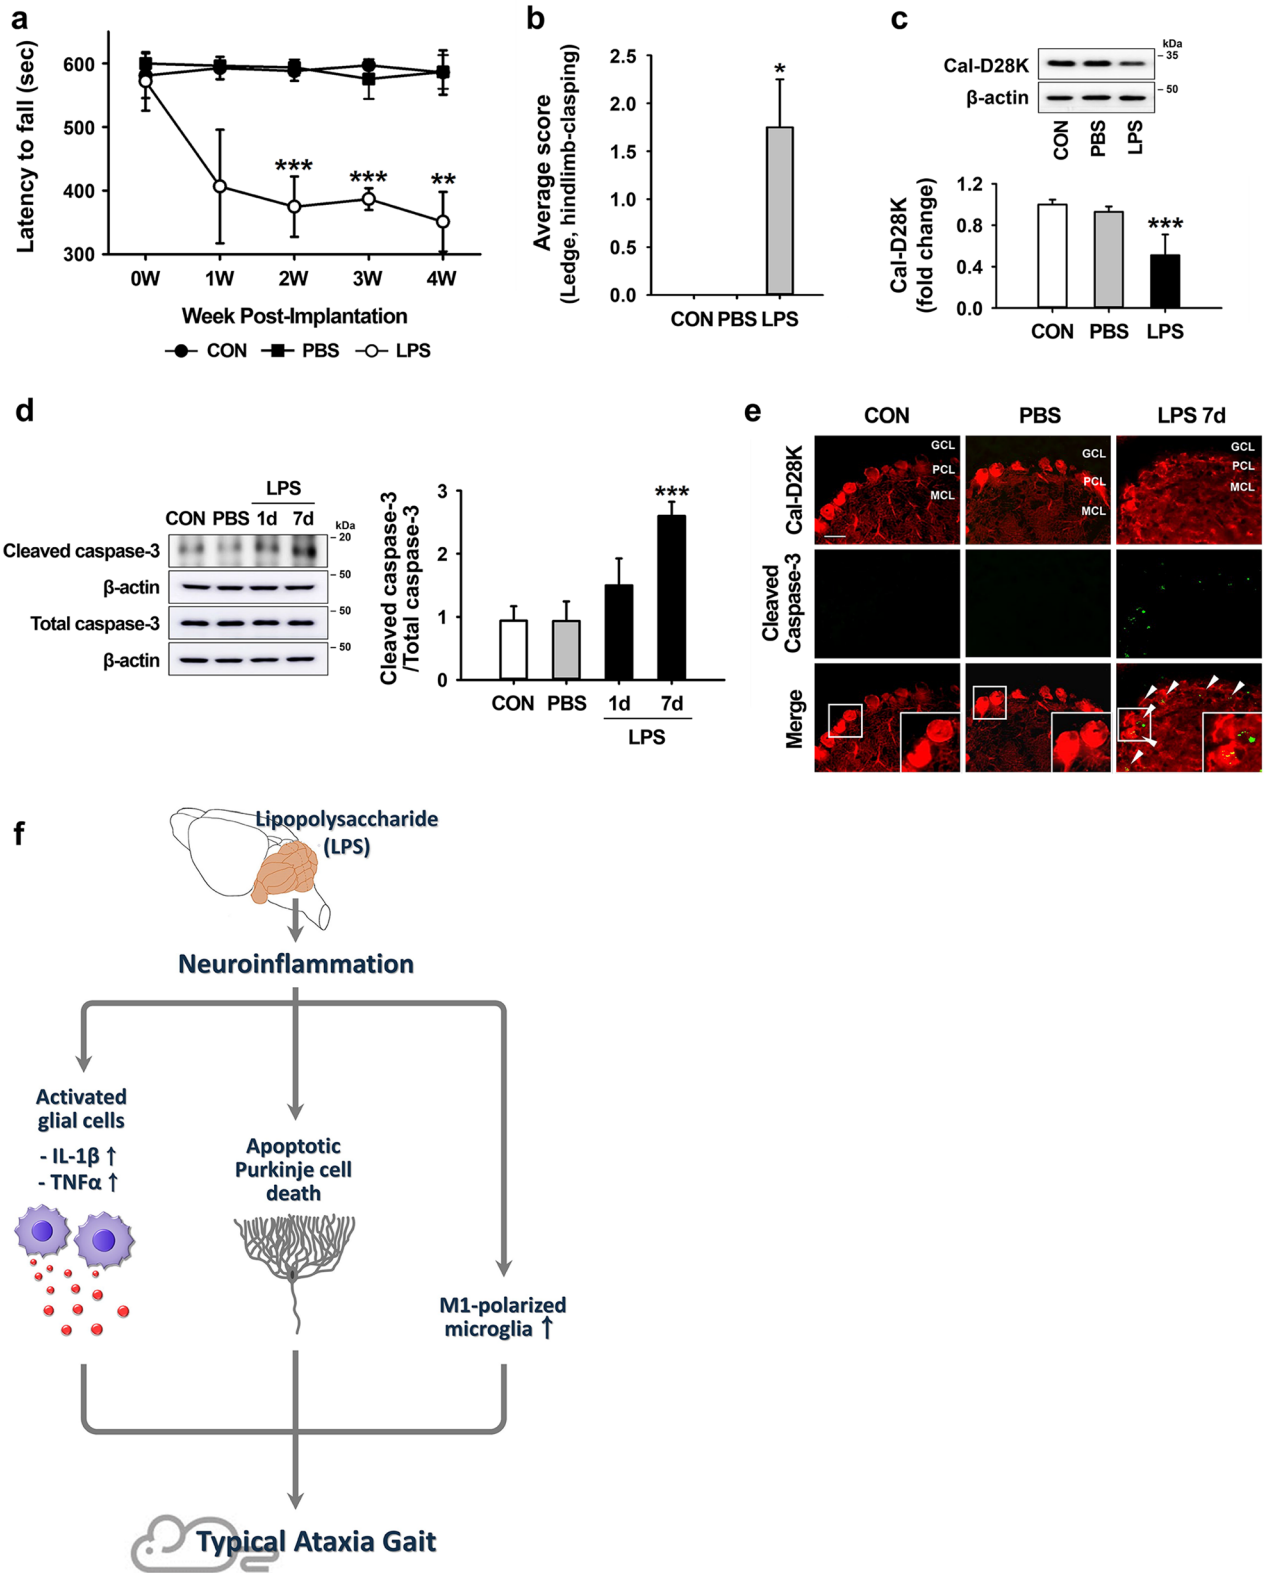 a
Latency to fall (sec)
600
500
400
300
***
***
**
0W 1W 2W 3W 4W
Week Post-Implantation
CON PBS LPS
b
Average score
(Ledge, hindlimb-clasping)
2.5
2.0
1.5
1.0
0.5
0.0
*
CON PBS LPS
c
kDa
Cal-D28K
– 35
β-actin
– 50
CON PBS LPS
Cal-D28K
(fold change)
1.2
0.8
0.4
0.0
***
CON PBS LPS
d
LPS
CON PBS 1d 7d
kDa
Cleaved caspase-3
– 20
β-actin
– 50
Total caspase-3
– 50
β-actin
– 50
Cleaved caspase-3
/Total caspase-3
3
2
1
0
***
CON PBS 1d 7d
LPS
e
CON PBS LPS 7d
Cal-D28K
GCL
PCL
MCL
GCL
PCL
MCL
GCL
PCL
MCL
Cleaved
Caspase-3
Merge
f
Lipopolysaccharide
(LPS)
Neuroinflammation
Activated
glial cells
- IL-1β ↑
- TNFα ↑
Apoptotic
Purkinje cell
death
M1-polarized
microglia ↑
Typical Ataxia Gait